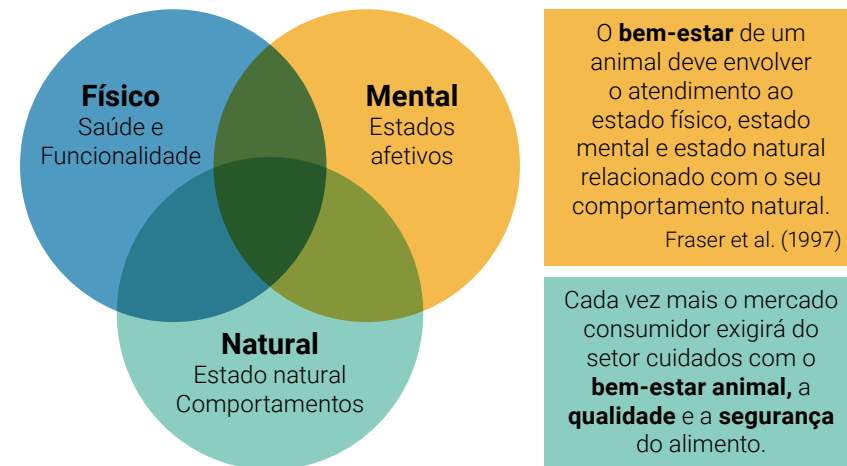 Físico
Saúde e
Funcionalidade
Mental
Estados
afetivos
Natural
Estado natural
Comportamentos
O bem-estar de um
animal deve envolver
o atendimento ao
estado físico, estado
mental e estado natural
relacionado com o seu
comportamento natural.
Fraser et al. (1997)
Cada vez mais o mercado
consumidor exigirá do
setor cuidados com o
bem-estar animal, a
qualidade e a segurança
do alimento.